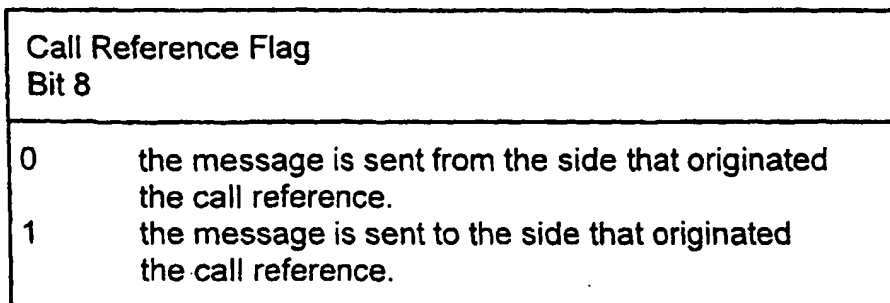 Call Reference Flag
Bit 8
0 the message is sent from the side that originated
the call reference.
1 the message is sent to the side that originated
the call reference.